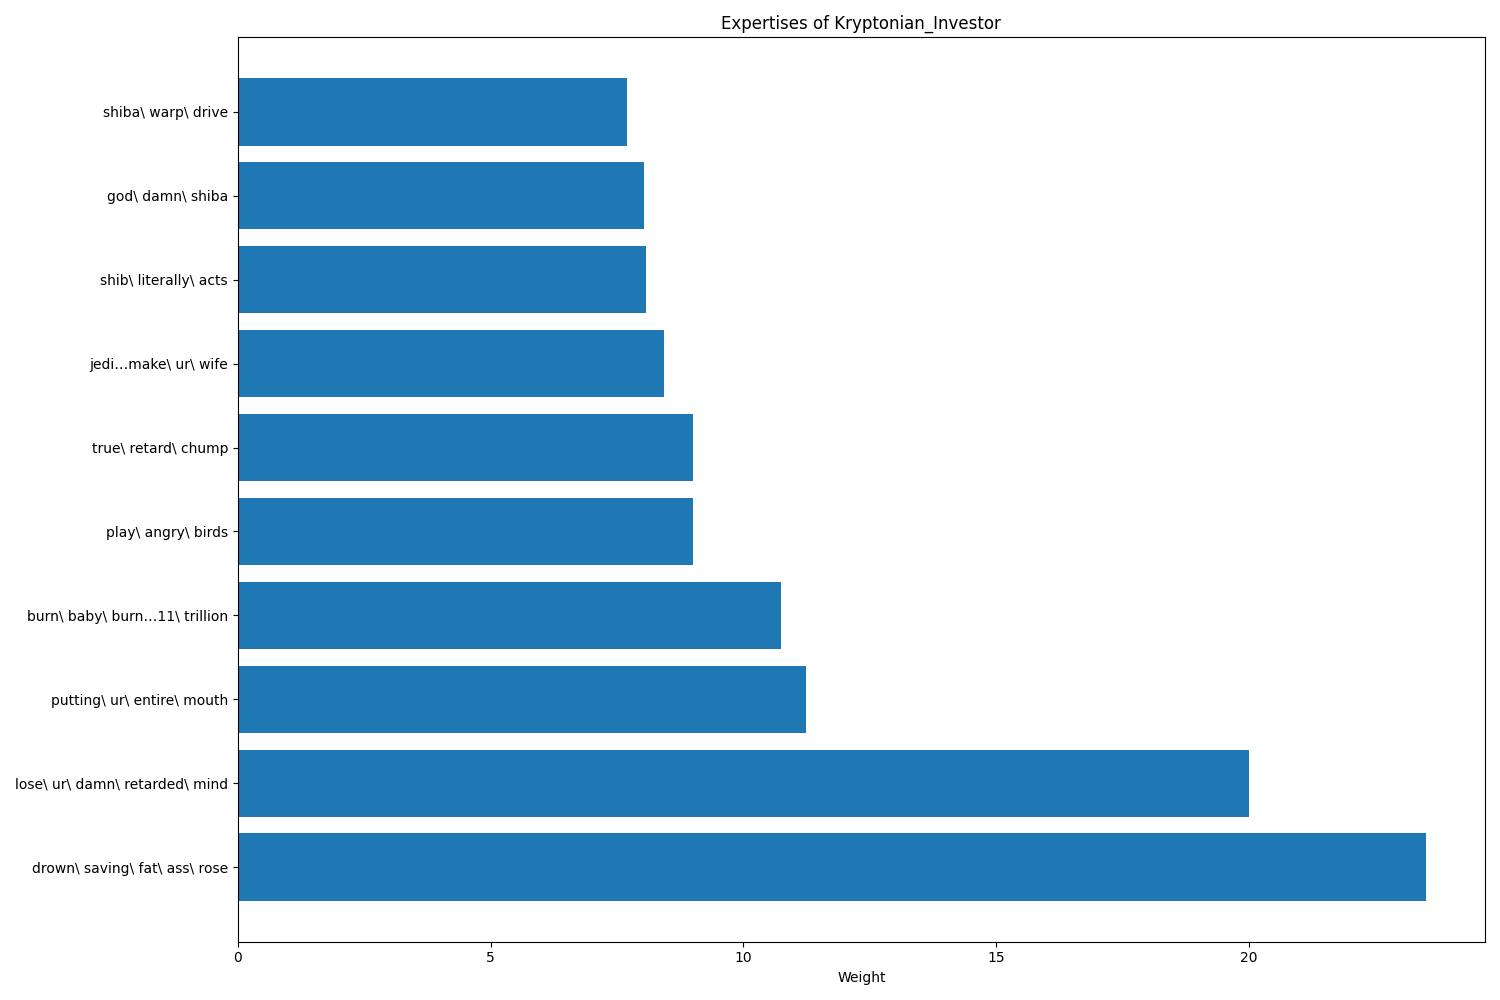 Expertises of Kryptonian_Investor
shiba\ warp\ drive
god\ damn\ shiba
shib\ literally\ acts
jedi…make\ ur\ wife
true\ retard\ chump
play\ angry\ birds
burn\ baby\ burn…11\ trillion
putting\ ur\ entire\ mouth
lose\ ur\ damn\ retarded\ mind
drown\ saving\ fat\ ass\ rose
0 5 10 15 20
Weight